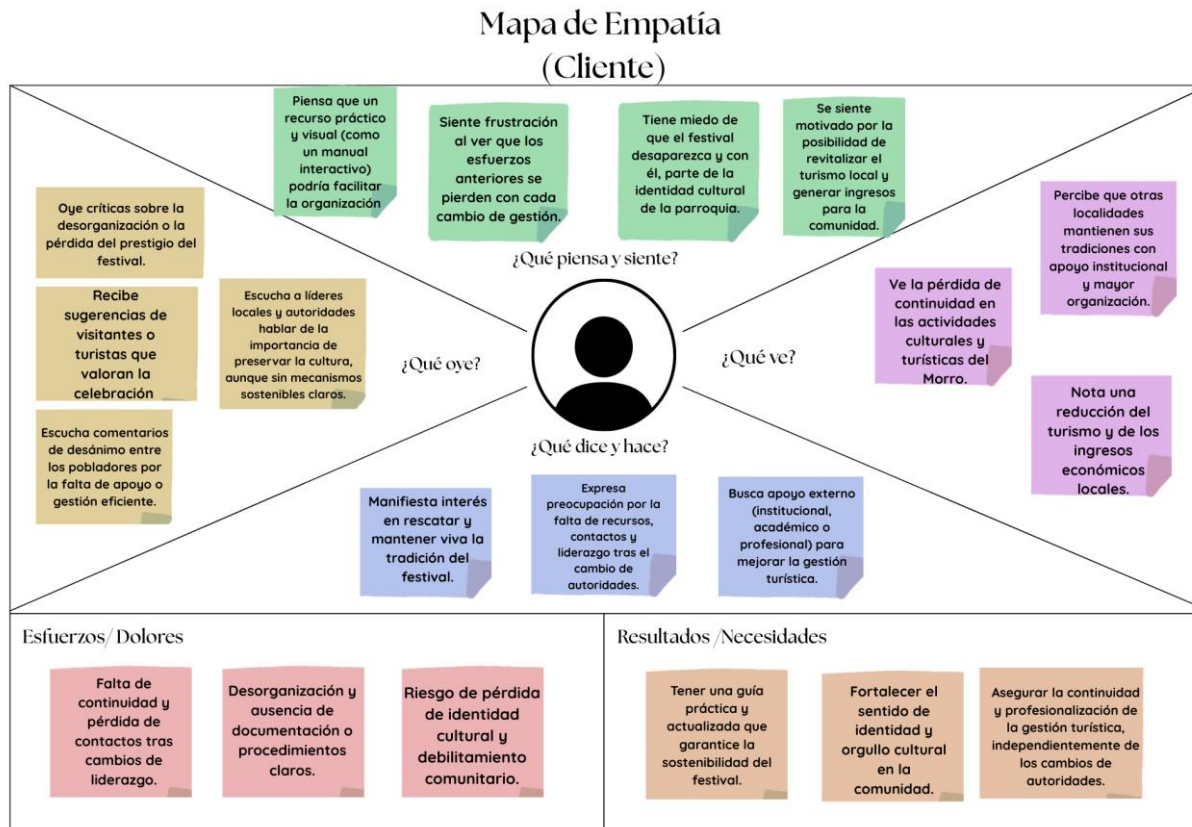 Mapa de Empatía
(Cliente)
Piensa que un
recurso práctico
y visual (como
un manual
interactivo)
podría facilitar
la organización
Siente frustración
al ver que los
esfuerzos
anteriores se
pierden con cada
cambio de gestión.
Tiene miedo de
que el festival
desaparezca y con
él, parte de la
identidad cultural
de la parroquia.
Se siente
motivado por la
posibilidad de
revitalizar el
turismo local y
generar ingresos
para la
comunidad.
¿Qué piensa y siente?
Oye críticas sobre la
desorganización o la
pérdida del prestigio del
festival.
Recibe
sugerencias de
visitantes o
turistas que
valoran la
celebración
Escucha a líderes
locales y autoridades
hablar de la
importancia de
preservar la cultura,
aunque sin mecanismos
sostenibles claros.
Escucha comentarios
de desánimo entre
los pobladores por
la falta de apoyo o
gestión eficiente.
¿Qué oye?
¿Qué ve?
Percibe que otras
localidades
mantienen sus
tradiciones con
apoyo institucional
y mayor
organización.
Ve la pérdida de
continuidad en
las actividades
culturales y
turísticas del
Morro.
Nota una
reducción del
turismo y de los
ingresos
económicos
locales.
¿Qué dice y hace?
Manifiesta interés
en rescatar y
mantener viva la
tradición del
festival.
Expresa
preocupación por la
falta de recursos,
contactos y
liderazgo tras el
cambio de
autoridades.
Busca apoyo externo
(institucional,
académico o
profesional) para
mejorar la gestión
turística.
Esfuerzos/ Dolores
Falta de
continuidad y
pérdida de
contactos tras
cambios de
liderazgo.
Desorganización y
ausencia de
documentación o
procedimientos
claros.
Riesgo de pérdida
de identidad
cultural y
debilitamiento
comunitario.
Resultados /Necesidades
Tener una guía
práctica y
actualizada que
garantice la
sostenibilidad del
festival.
Fortalecer el
sentido de
identidad y
orgullo cultural
en la
comunidad.
Asegurar la continuidad
y profesionalización de
la gestión turística,
independientemente de
los cambios de
autoridades.